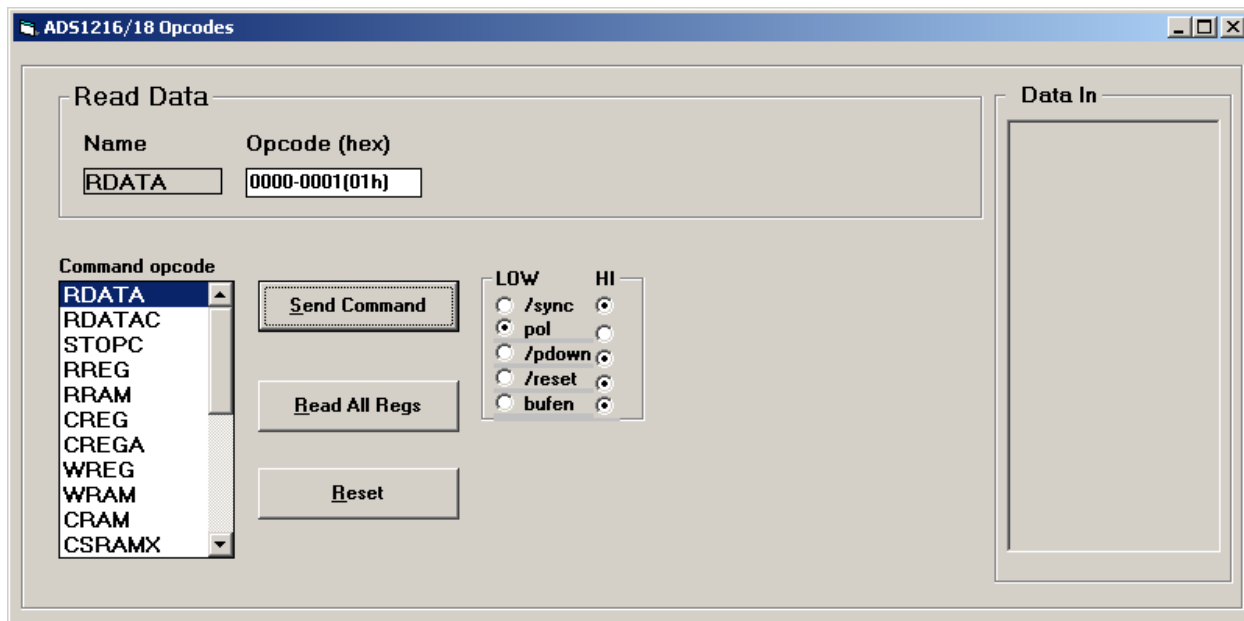 ADS1216/18 Opcodes
Read Data
Name Opcode (hex)
RDATA 0000-0001(01h)
Data In
Command opcode
RDATA
RDATAC
STOPC
RREG
RRAM
CREG
CREGA
WREG
WRAM
CRAM
CSRAMX
Send Command
Read All Regs
Reset
LOW HI
/sync
pol
/pdown
/reset
bufen